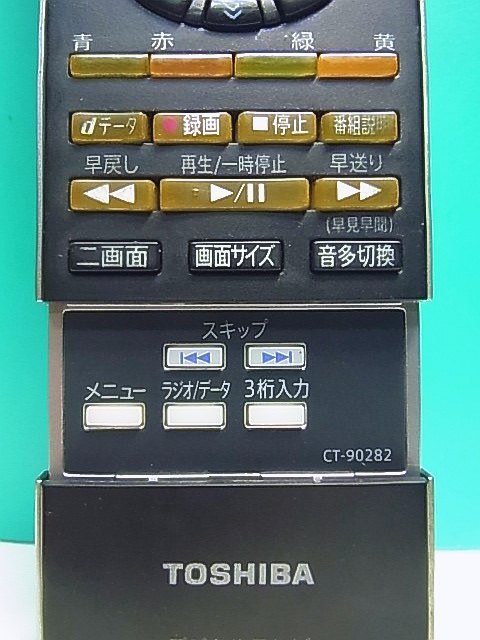 青 赤 緑 黄
dデータ 録画 停止 番組説明
早戻し 再生/一時停止 早送り
(早見早聞)
二画面 画面サイズ 音多切換
スキップ
メニュー ラジオ/データ 3桁入力
CT-90282
TOSHIBA